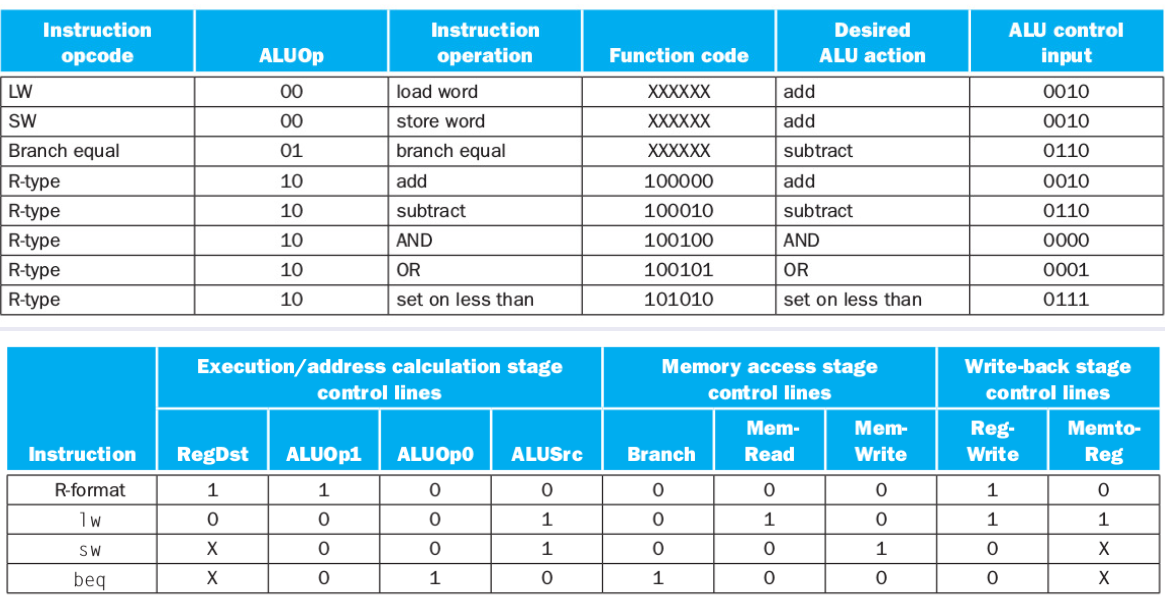 Instruction opcode ALUOp Instruction operation Function code Desired ALU action ALU control input
LW 00 load word XXXXXX add 0010
SW 00 store word XXXXXX add 0010
Branch equal 01 branch equal XXXXXX subtract 0110
R-type 10 add 100000 add 0010
R-type 10 subtract 100010 subtract 0110
R-type 10 AND 100100 AND 0000
R-type 10 OR 100101 OR 0001
R-type 10 set on less than 101010 set on less than 0111
Execution/address calculation stage control lines Memory access stage control lines Write-back stage control lines
Instruction RegDst ALUOp1 ALUOp0 ALUSrc Branch Mem-Read Mem-Write Reg-Write Memto-Reg
R-format 1 1 0 0 0 0 0 1 0
lw 0 0 0 1 0 1 0 1 1
sw X 0 0 1 0 0 1 0 X
beq X 0 1 0 1 0 0 0 X